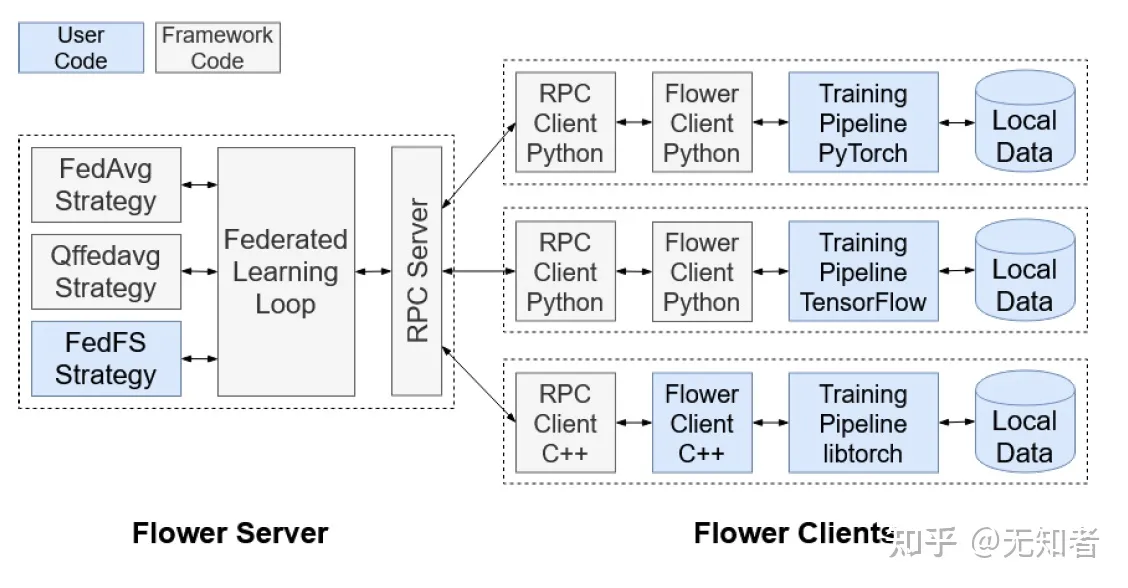 User
Code
Framework
Code
FedAvg
Strategy
Qffedavg
Strategy
FedFS
Strategy
Federated
Learning
Loop
RPC Server
RPC
Client
Python
Flower
Client
Python
Training
Pipeline
PyTorch
Local
Data
RPC
Client
Python
Flower
Client
Python
Training
Pipeline
TensorFlow
Local
Data
RPC
Client
C++
Flower
Client
C++
Training
Pipeline
libtorch
Local
Data
Flower Server
Flower Clients
知乎 @无知者